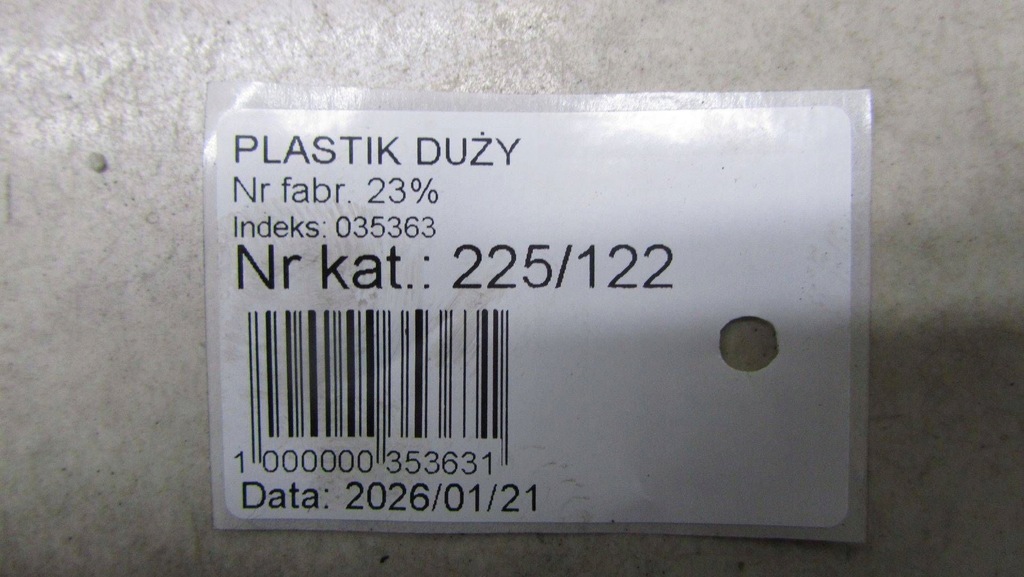 PLASTIK DUŻY
Nr fabr. 23%
Indeks: 035363
Nr kat.: 225/122
1 000000 353631
Data: 2026/01/21